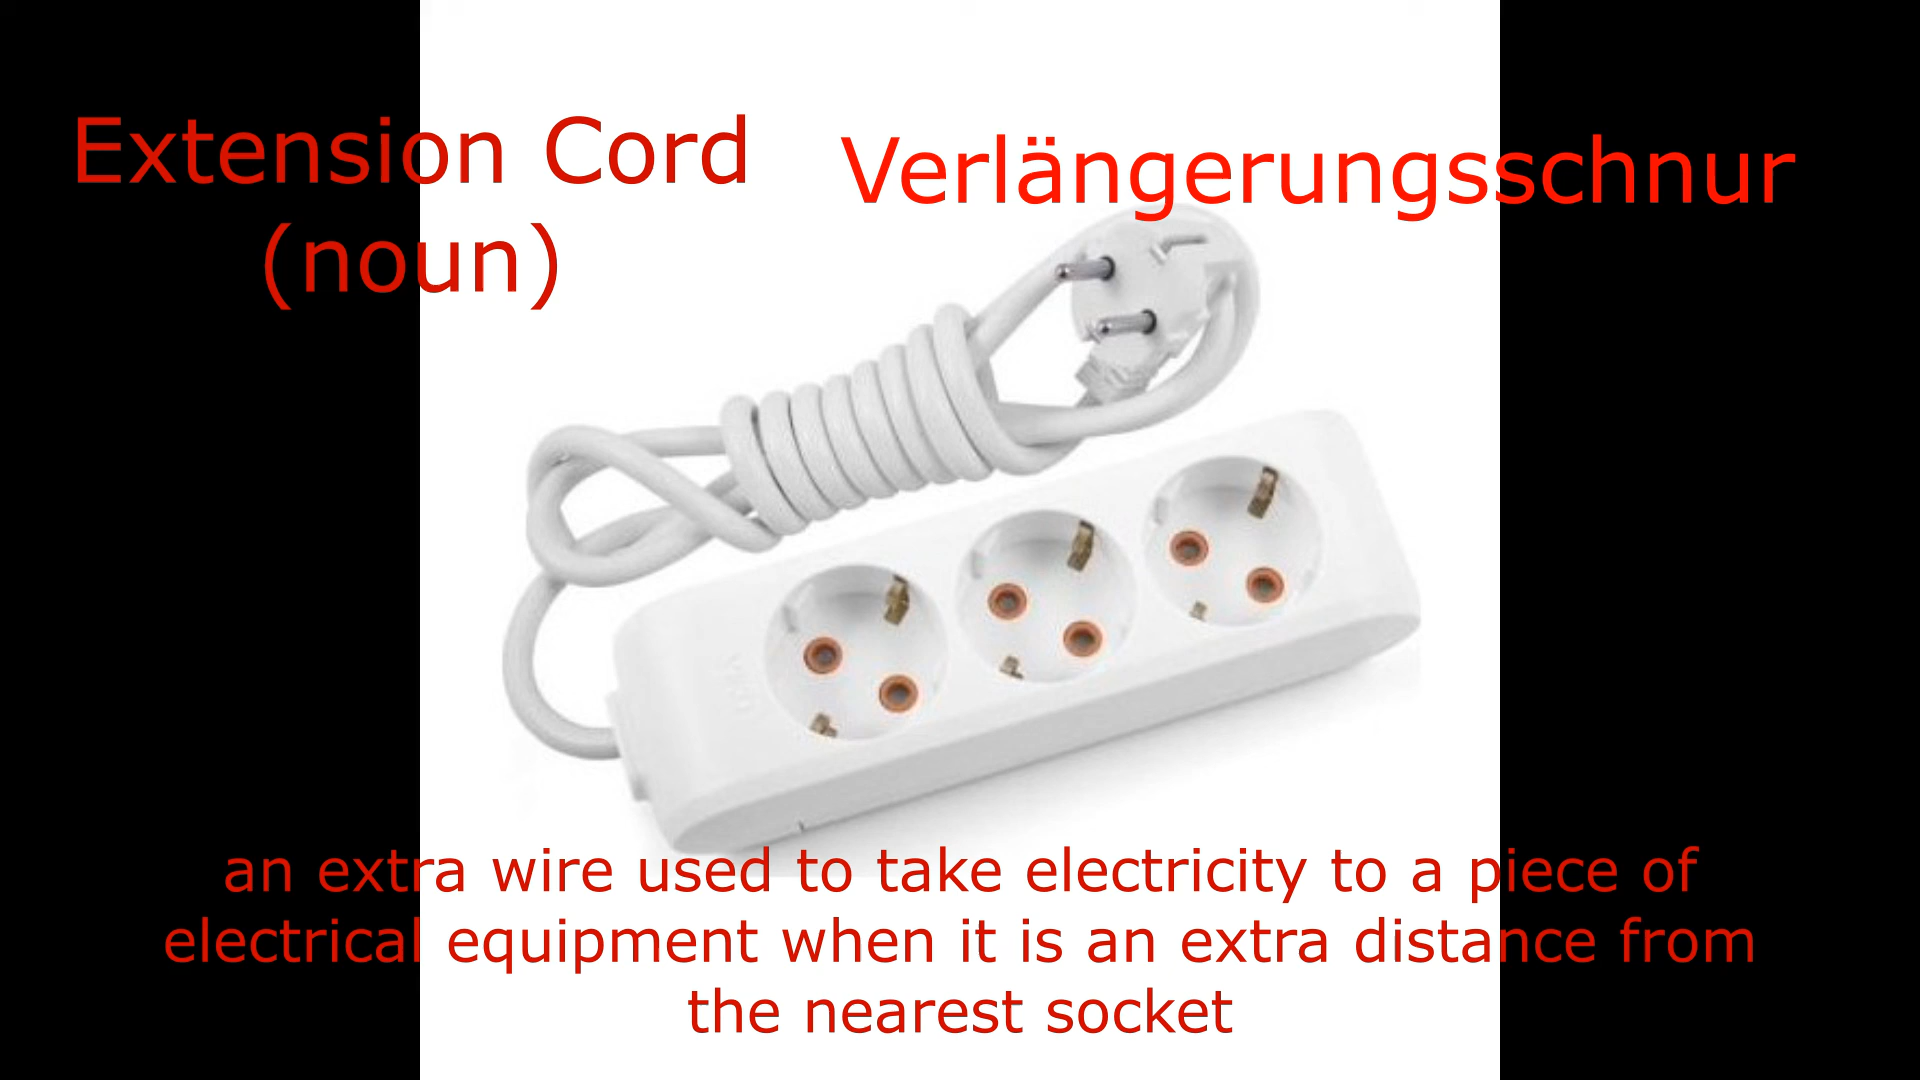 Extension Cord
(noun)
Verlängerungsschnur
an extra wire used to take electricity to a piece of
electrical equipment when it is an extra distance from
the nearest socket